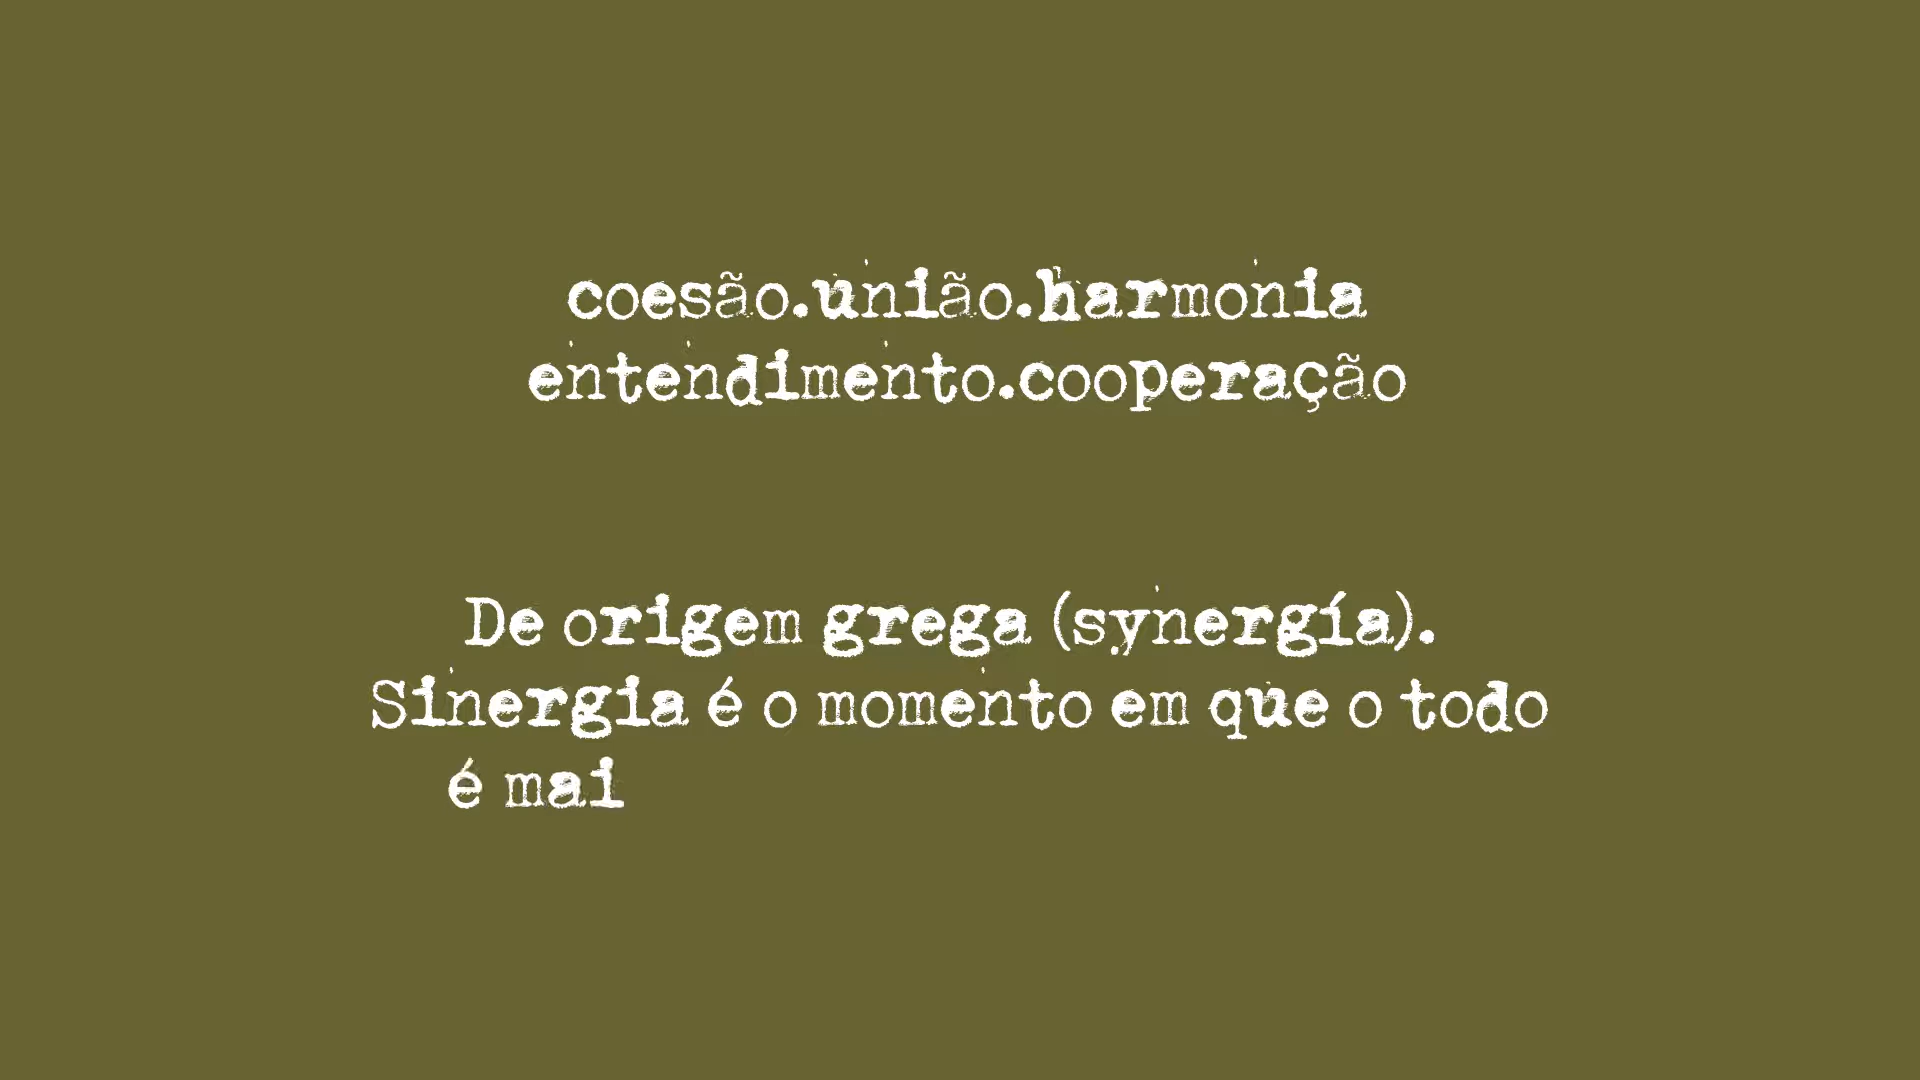 coesão.união.harmonia
entendimento.cooperação
De origem grega (synergía).
Sinergia é o momento em que o todo
é mai